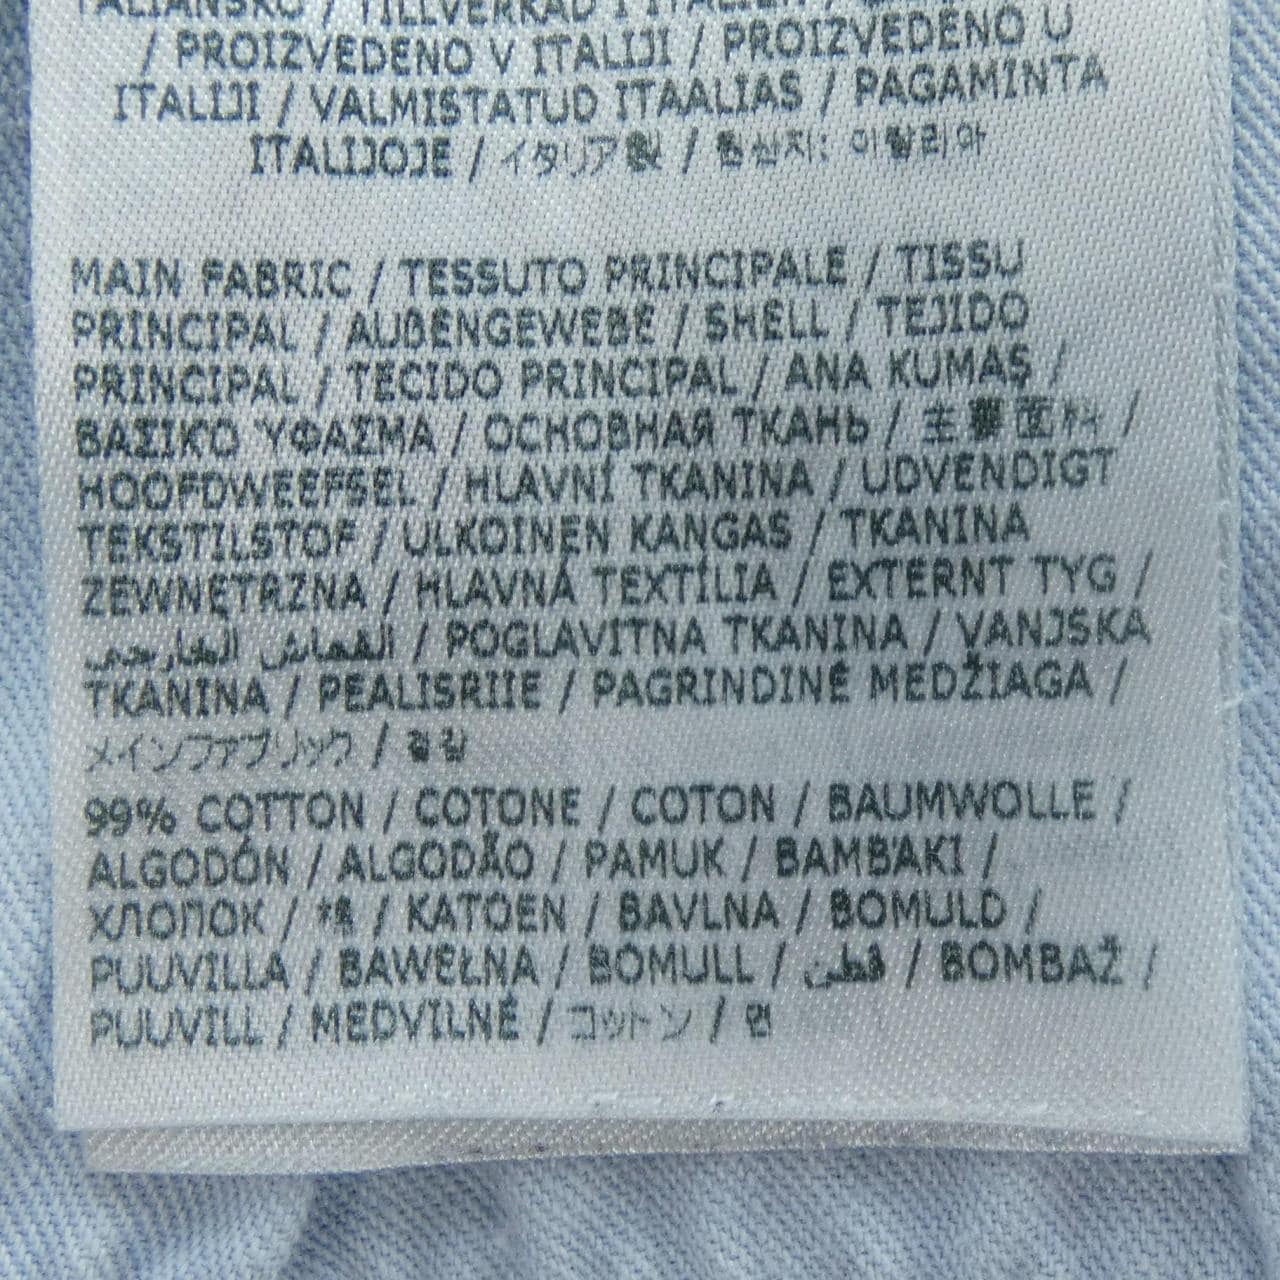 TALIANSKO / TILLVERKAD I ITALIEN /
/ PROIZVEDENO V ITALIJI / PROIZVEDENO U
ITALIJI / VALMISTATUD ITAALIAS / PAGAMINTA
ITALIJOJE / イタリア製 / 원산지: 이탈리아
MAIN FABRIC / TESSUTO PRINCIPALE / TISSU
PRINCIPAL / AUßENGEWEBE / SHELL / TEJIDO
PRINCIPAL / TECIDO PRINCIPAL / ANA KUMAŞ /
ΒΑΣΙΚΟ ΥΦΑΣΜΑ / ОСНОВНАЯ ТКАНЬ / 主要面料 /
HOOFDWEEFSEL / HLAVNÍ TKANINA / UDVENDIGT
TEKSTILSTOF / ULKOINEN KANGAS / TKANINA
ZEWNĘTRZNA / HLAVNÁ TEXTÍLIA / EXTERNT TYG /
القماش الخارجي / POGLAVITNA TKANINA / VANJSKA
TKANINA / PEALISRIIE / PAGRINDINĖ MEDŽIAGA /
メインファブリック / 겉감
99% COTTON / COTONE / COTON / BAUMWOLLE /
ALGODÓN / ALGODÃO / PAMUK / BAMBAKI /
ХЛОПОК / 棉 / KATOEN / BAVLNA / BOMULD /
PUUVILLA / BAWEŁNA / BOMULL / قطن / BOMBAŽ /
PUUVILL / MEDVILNĖ / コットン / 면